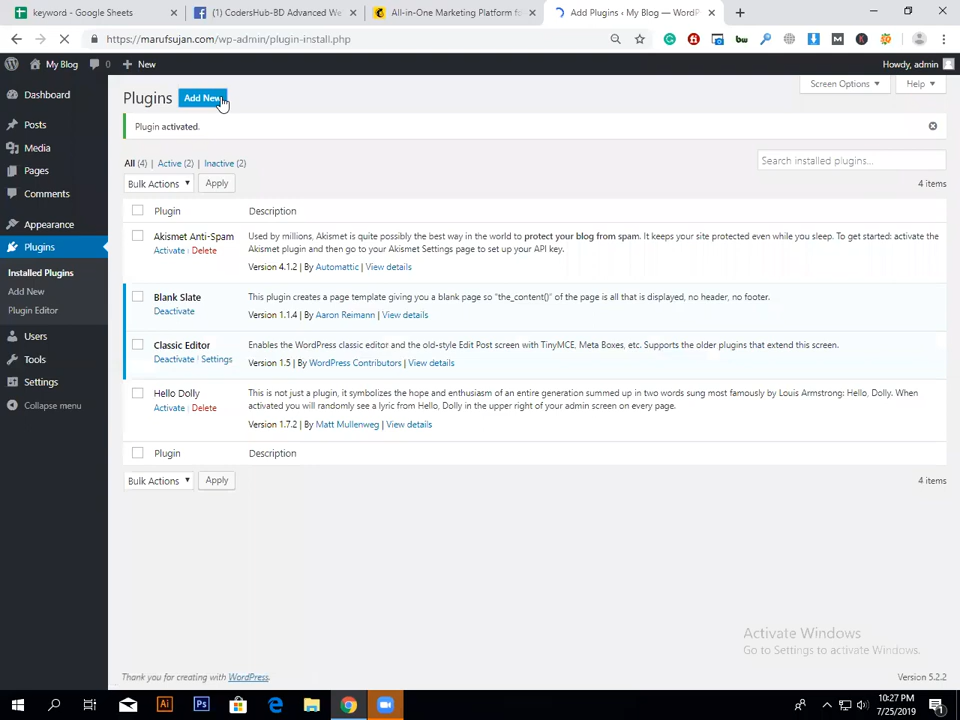 keyword - Google Sheets
(1) CodersHub-BD Advanced We
All-in-One Marketing Platform fo
Add Plugins ‹ My Blog — WordP
https://marufsujan.com/wp-admin/plugin-install.php
My Blog
0
New
Howdy, admin
Dashboard
Posts
Media
Pages
Comments
Appearance
Plugins
Installed Plugins
Add New
Plugin Editor
Users
Tools
Settings
Collapse menu
Screen Options
Help
Plugins
Add New
Plugin activated.
All (4) | Active (2) | Inactive (2)
Search installed plugins...
Bulk Actions
Apply
4 items
Plugin
Description
Akismet Anti-Spam
Activate | Delete
Used by millions, Akismet is quite possibly the best way in the world to protect your blog from spam. It keeps your site protected even while you sleep. To get started: activate the
Akismet plugin and then go to your Akismet Settings page to set up your API key.
Version 4.1.2 | By Automattic | View details
Blank Slate
Deactivate
This plugin creates a page template giving you a blank page so "the_content()" of the page is all that is displayed, no header, no footer.
Version 1.1.4 | By Aaron Reimann | View details
Classic Editor
Deactivate | Settings
Enables the WordPress classic editor and the old-style Edit Post screen with TinyMCE, Meta Boxes, etc. Supports the older plugins that extend this screen.
Version 1.5 | By WordPress Contributors | View details
Hello Dolly
Activate | Delete
This is not just a plugin, it symbolizes the hope and enthusiasm of an entire generation summed up in two words sung most famously by Louis Armstrong: Hello, Dolly. When
activated you will randomly see a lyric from Hello, Dolly in the upper right of your admin screen on every page.
Version 1.7.2 | By Matt Mullenweg | View details
Plugin
Description
Bulk Actions
Apply
4 items
Activate Windows
Go to Settings to activate Windows.
Thank you for creating with WordPress.
Version 5.2.2
10:27 PM
7/25/2019